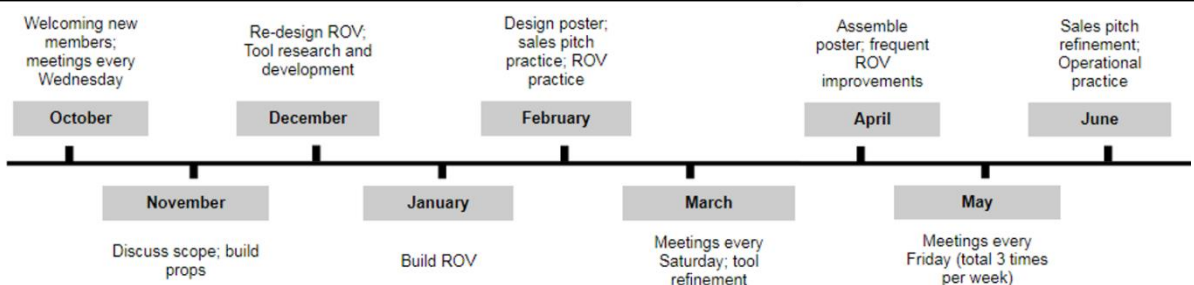 Welcoming new
members;
meetings every
Wednesday
October
Discuss scope; build
props
November
Re-design ROV;
Tool research and
development
December
January
Build ROV
Design poster;
sales pitch
practice; ROV
practice
February
March
Meetings every
Saturday; tool
refinement
Assemble
poster; frequent
ROV
improvements
April
May
Meetings every
Friday (total 3 times
per week)
Sales pitch
refinement;
Operational
practice
June